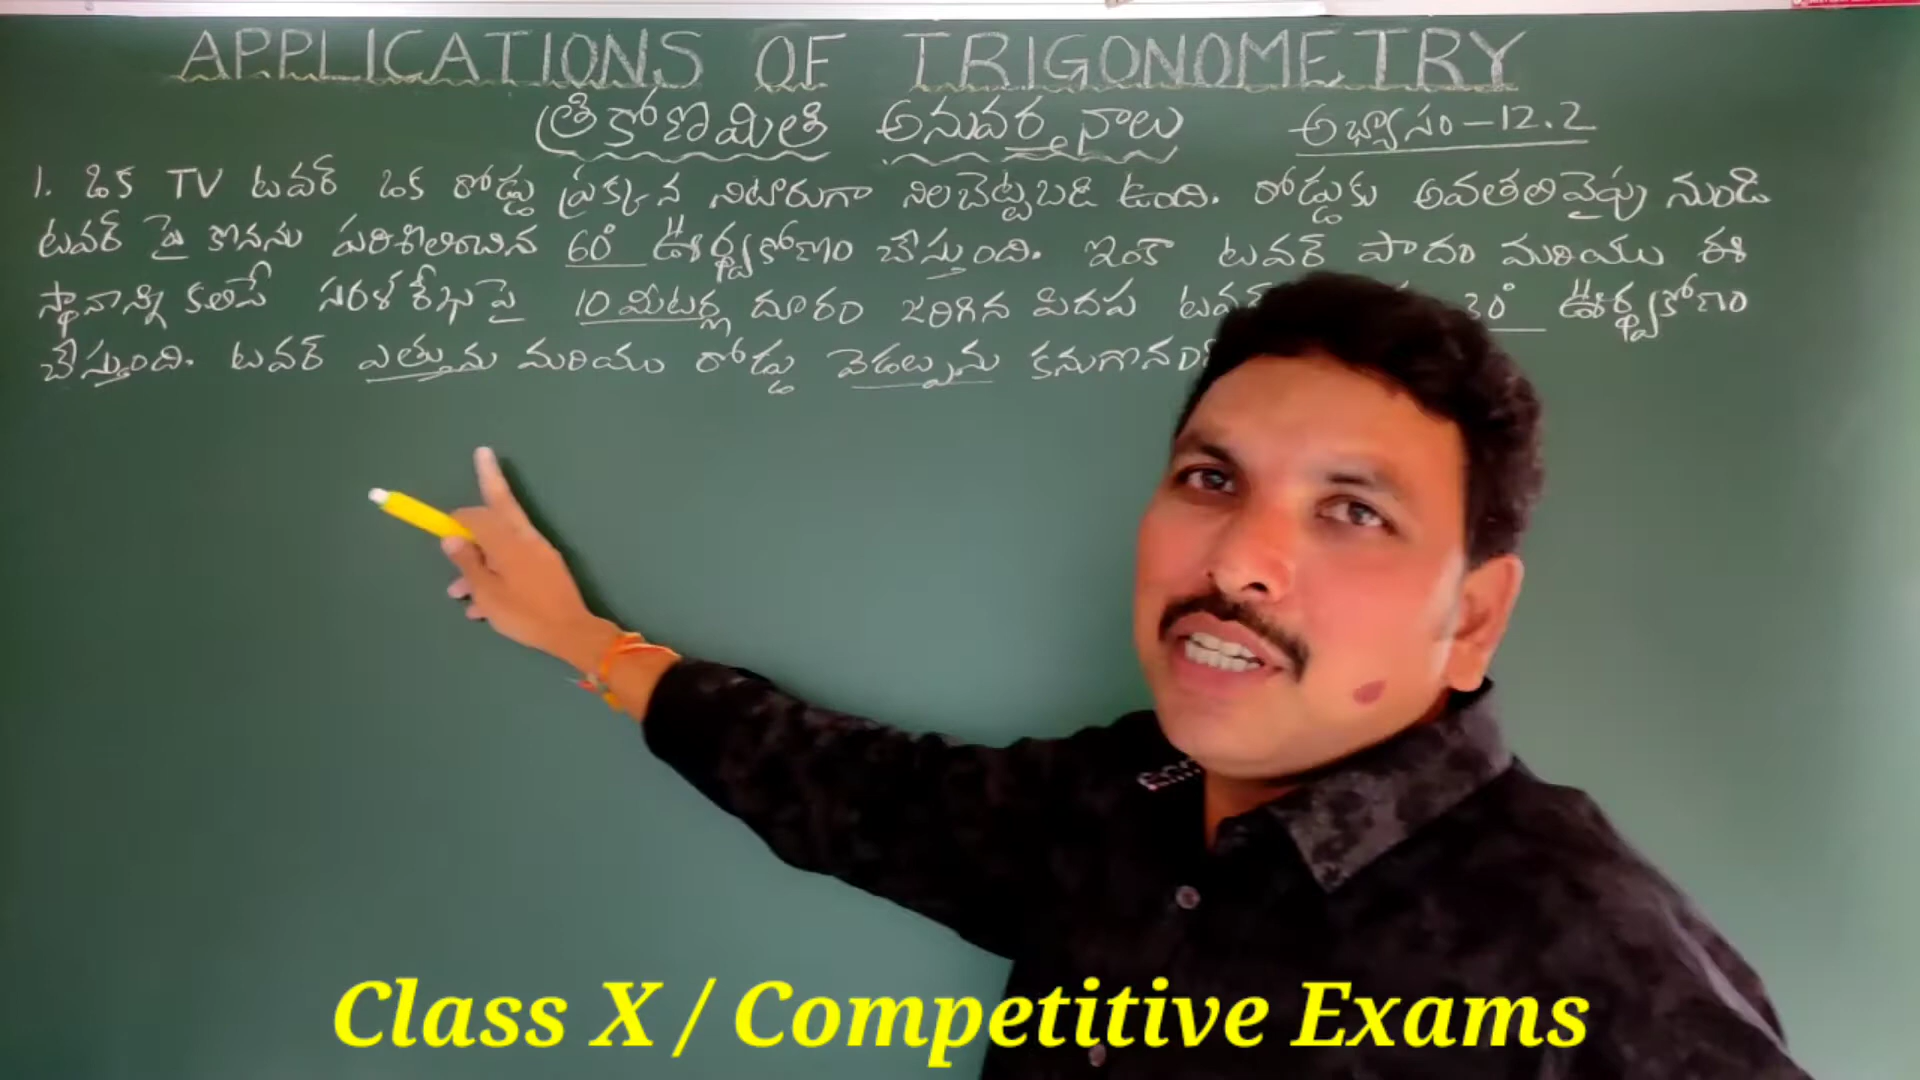 APPLICATIONS OF TRIGONOMETRY
త్రికోణమితి అనువర్తనాలు అభ్యాసం-12.2
1. ఒక TV టవర్ ఒక రోడ్డు ప్రక్కన నిటారుగా నిలబెట్టబడి ఉంది. రోడ్డుకు అవతలివైపు నుండి
టవర్ పై కొనను పరిశీలించిన 60° ఊర్థ్వకోణం చేస్తుంది. ఇంకా టవర్ పాదం మరియు ఈ
స్థానాన్ని కలిపే సరళరేఖపై 10 మీటర్ల దూరం జరిగిన పిదప 30° ఊర్థ్వకోణం
చేస్తుంది. టవర్ ఎత్తును మరియు రోడ్డు వెడల్పును
Class X / Competitive Exams